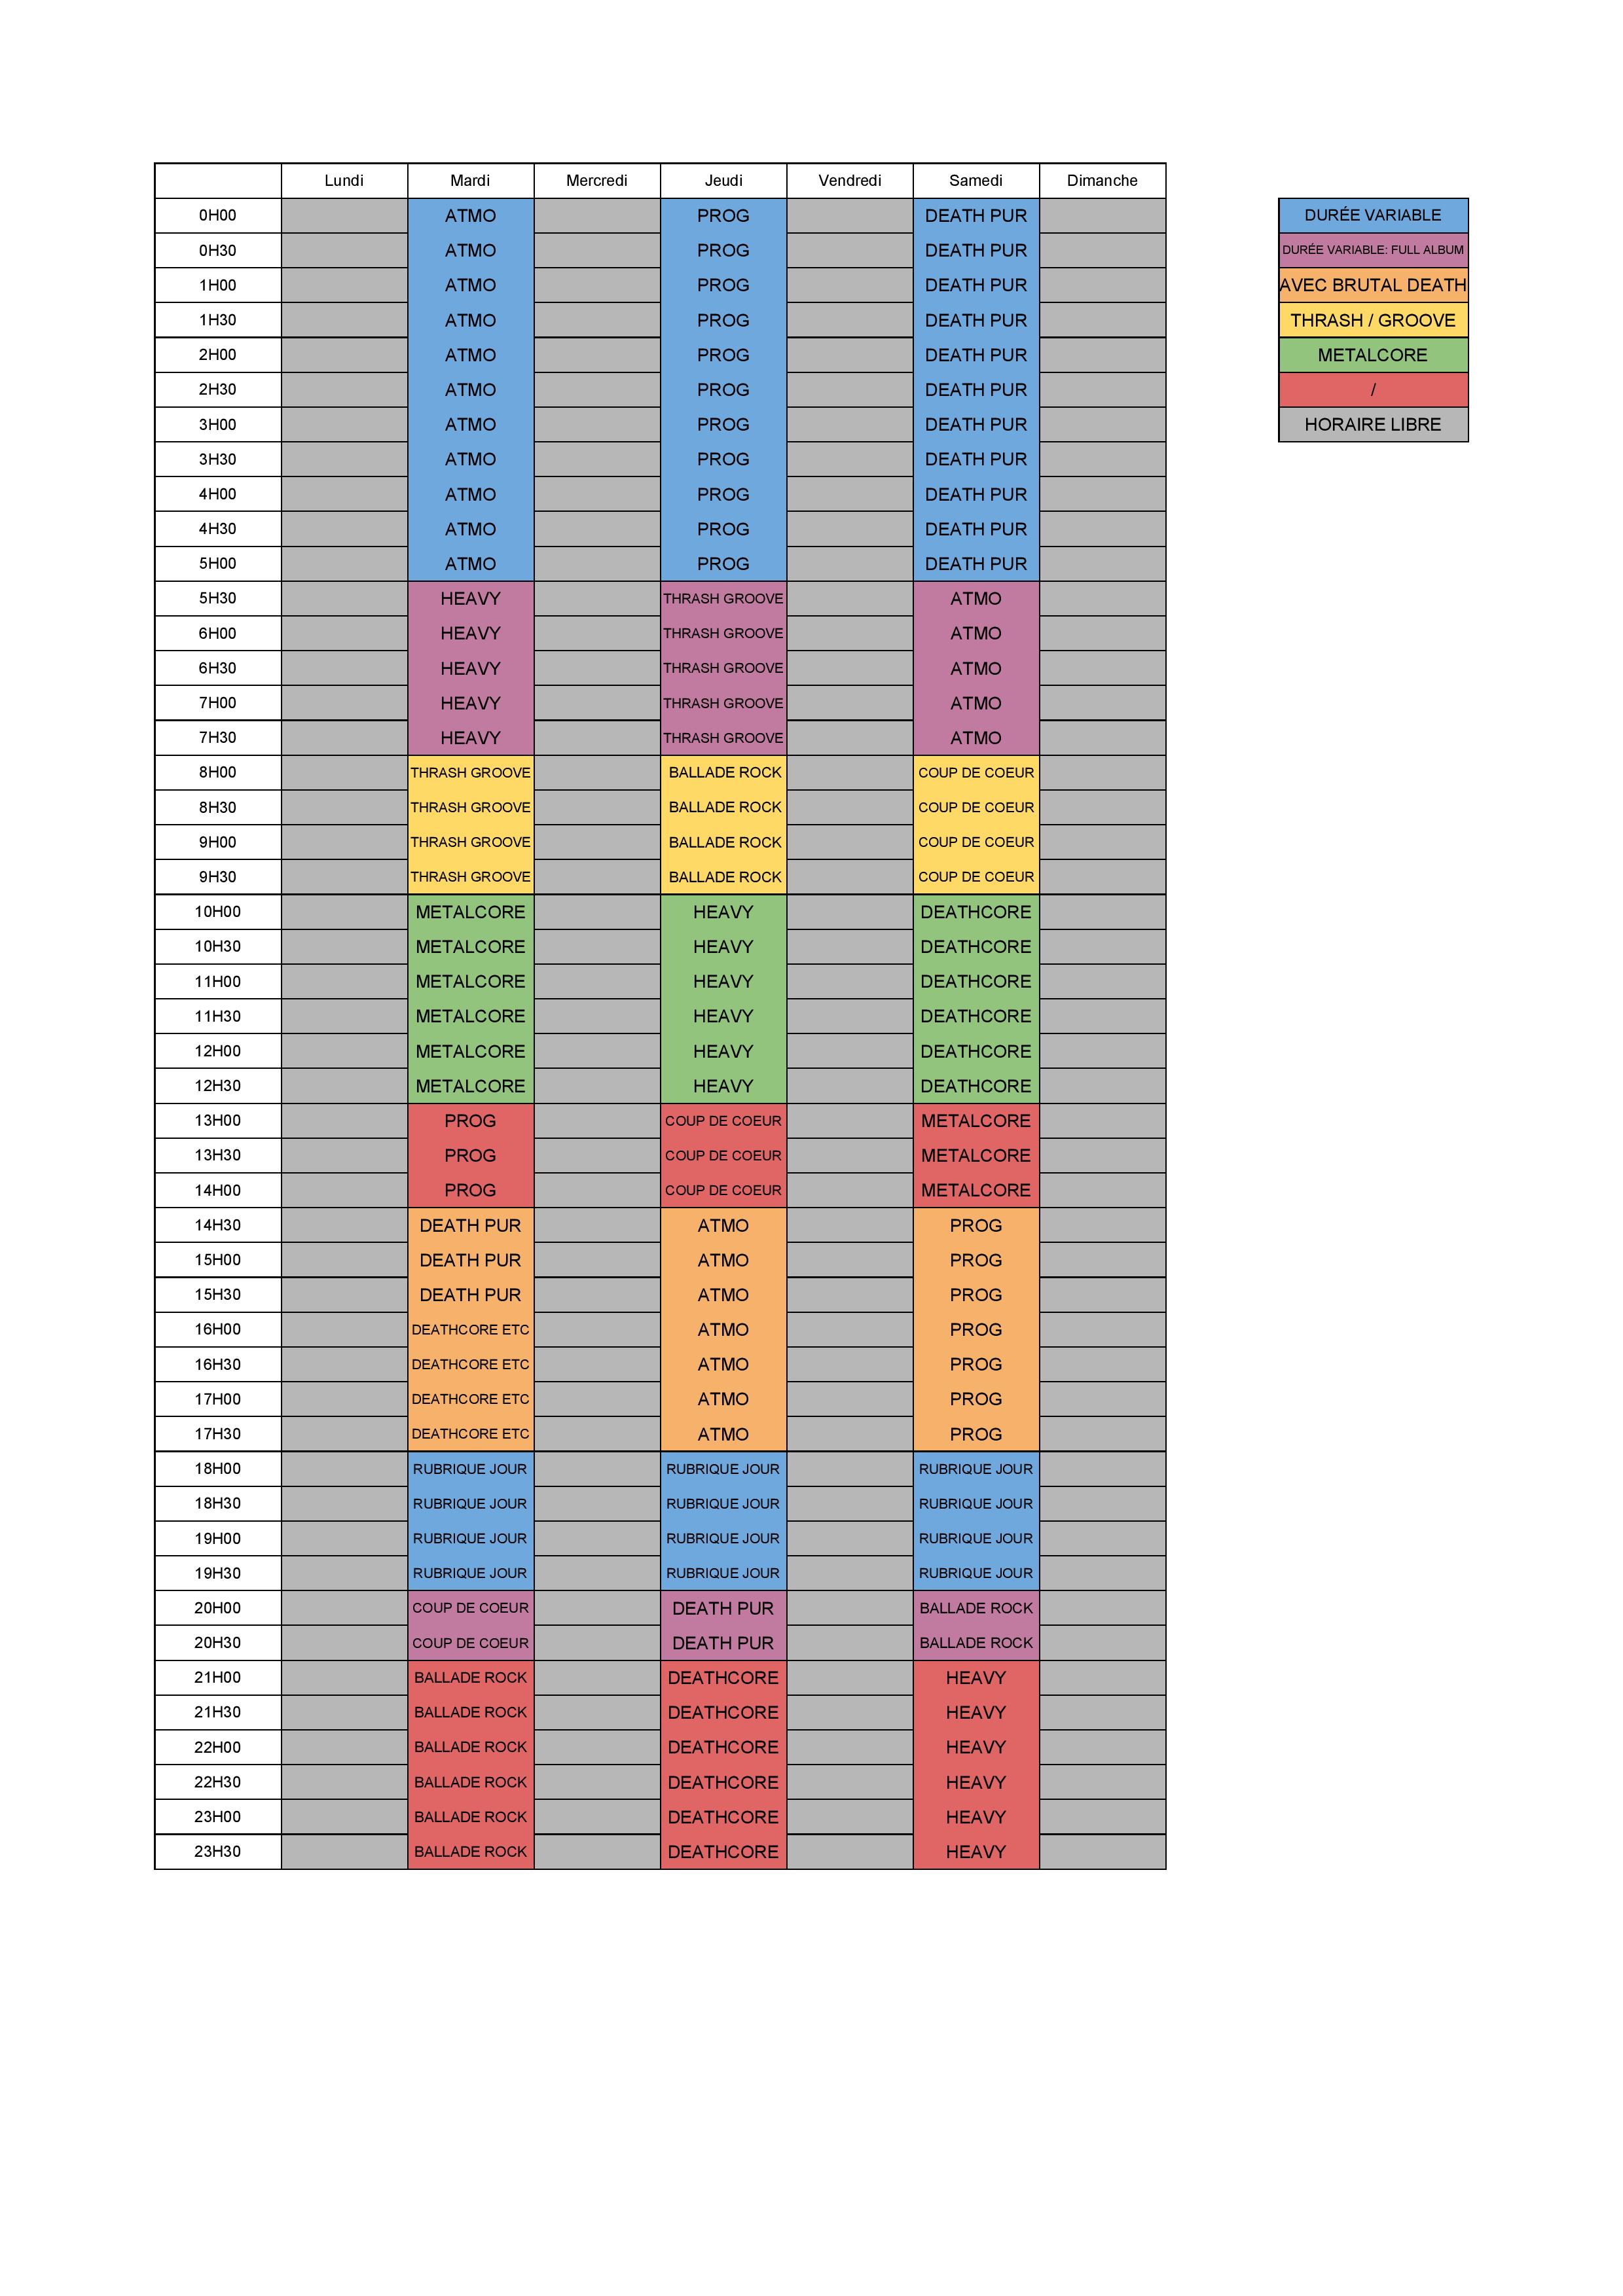 Lundi Mardi Mercredi Jeudi Vendredi Samedi Dimanche
0H00 ATMO PROG DEATH PUR DURÉE VARIABLE
0H30 ATMO PROG DEATH PUR DURÉE VARIABLE: FULL ALBUM
1H00 ATMO PROG DEATH PUR AVEC BRUTAL DEATH
1H30 ATMO PROG DEATH PUR THRASH / GROOVE
2H00 ATMO PROG DEATH PUR METALCORE
2H30 ATMO PROG DEATH PUR /
3H00 ATMO PROG DEATH PUR HORAIRE LIBRE
3H30 ATMO PROG DEATH PUR
4H00 ATMO PROG DEATH PUR
4H30 ATMO PROG DEATH PUR
5H00 ATMO PROG DEATH PUR
5H30 HEAVY THRASH GROOVE ATMO
6H00 HEAVY THRASH GROOVE ATMO
6H30 HEAVY THRASH GROOVE ATMO
7H00 HEAVY THRASH GROOVE ATMO
7H30 HEAVY THRASH GROOVE ATMO
8H00 THRASH GROOVE BALLADE ROCK COUP DE COEUR
8H30 THRASH GROOVE BALLADE ROCK COUP DE COEUR
9H00 THRASH GROOVE BALLADE ROCK COUP DE COEUR
9H30 THRASH GROOVE BALLADE ROCK COUP DE COEUR
10H00 METALCORE HEAVY DEATHCORE
10H30 METALCORE HEAVY DEATHCORE
11H00 METALCORE HEAVY DEATHCORE
11H30 METALCORE HEAVY DEATHCORE
12H00 METALCORE HEAVY DEATHCORE
12H30 METALCORE HEAVY DEATHCORE
13H00 PROG COUP DE COEUR METALCORE
13H30 PROG COUP DE COEUR METALCORE
14H00 PROG COUP DE COEUR METALCORE
14H30 DEATH PUR ATMO PROG
15H00 DEATH PUR ATMO PROG
15H30 DEATH PUR ATMO PROG
16H00 DEATHCORE ETC ATMO PROG
16H30 DEATHCORE ETC ATMO PROG
17H00 DEATHCORE ETC ATMO PROG
17H30 DEATHCORE ETC ATMO PROG
18H00 RUBRIQUE JOUR RUBRIQUE JOUR RUBRIQUE JOUR
18H30 RUBRIQUE JOUR RUBRIQUE JOUR RUBRIQUE JOUR
19H00 RUBRIQUE JOUR RUBRIQUE JOUR RUBRIQUE JOUR
19H30 RUBRIQUE JOUR RUBRIQUE JOUR RUBRIQUE JOUR
20H00 COUP DE COEUR DEATH PUR BALLADE ROCK
20H30 COUP DE COEUR DEATH PUR BALLADE ROCK
21H00 BALLADE ROCK DEATHCORE HEAVY
21H30 BALLADE ROCK DEATHCORE HEAVY
22H00 BALLADE ROCK DEATHCORE HEAVY
22H30 BALLADE ROCK DEATHCORE HEAVY
23H00 BALLADE ROCK DEATHCORE HEAVY
23H30 BALLADE ROCK DEATHCORE HEAVY